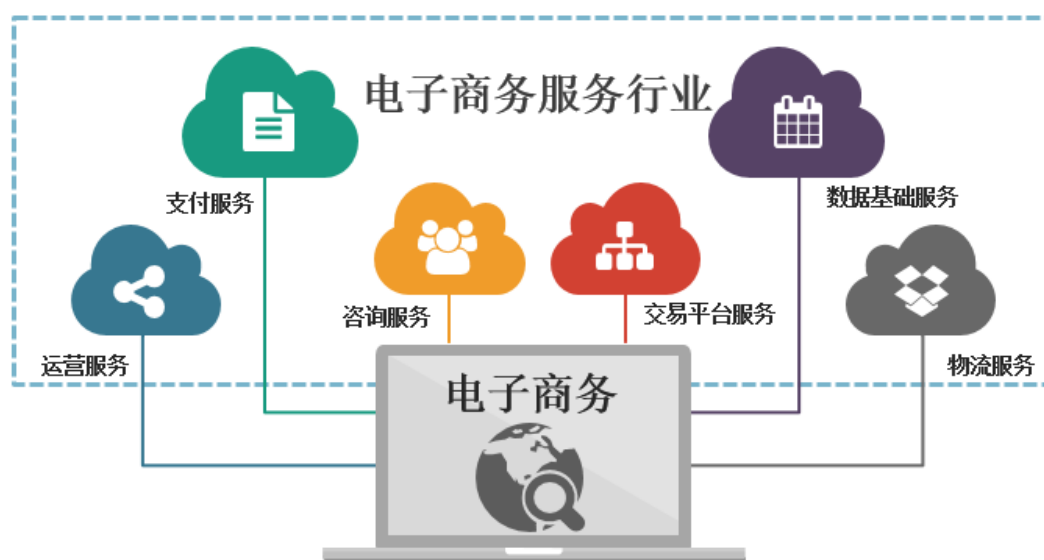 电子商务服务行业
支付服务
数据基础服务
咨询服务
交易平台服务
运营服务
物流服务
电子商务